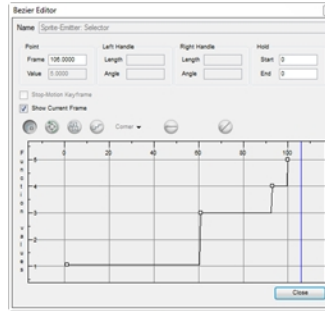 Bezier Editor
Name Sprite-Emitter: Selector
Point Left Handle Right Handle Hold
Frame 105.0000 Length Length Start 0
Value 5.0000 Angle Angle End 0
Stop-Motion Keyframe
Show Current Frame
Corner
0 20 40 60 80 100
Function values
5
4
3
2
1
Close